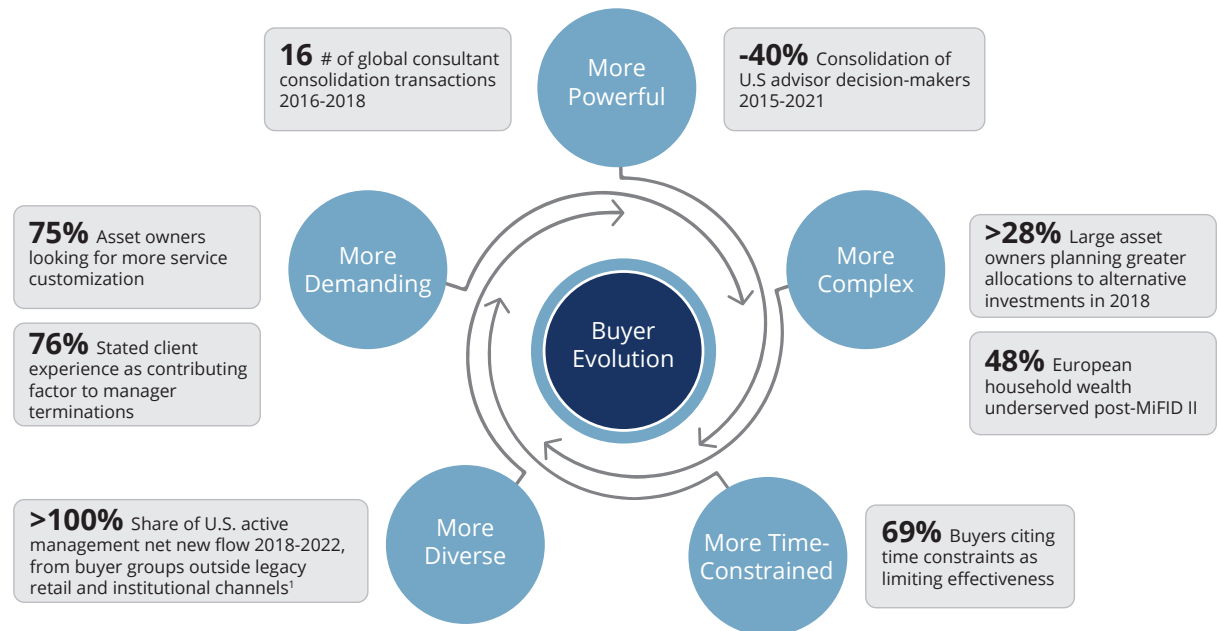 16 # of global consultant
consolidation transactions
2016-2018
More
Powerful
-40% Consolidation of
U.S advisor decision-makers
2015-2021
75% Asset owners
looking for more service
customization
More
Demanding
More
Complex
>28% Large asset
owners planning greater
allocations to alternative
investments in 2018
76% Stated client
experience as contributing
factor to manager
terminations
Buyer
Evolution
48% European
household wealth
underserved post-MiFID II
>100% Share of U.S. active
management net new flow 2018-2022,
from buyer groups outside legacy
retail and institutional channels¹
More
Diverse
More Time-
Constrained
69% Buyers citing
time constraints as
limiting effectiveness